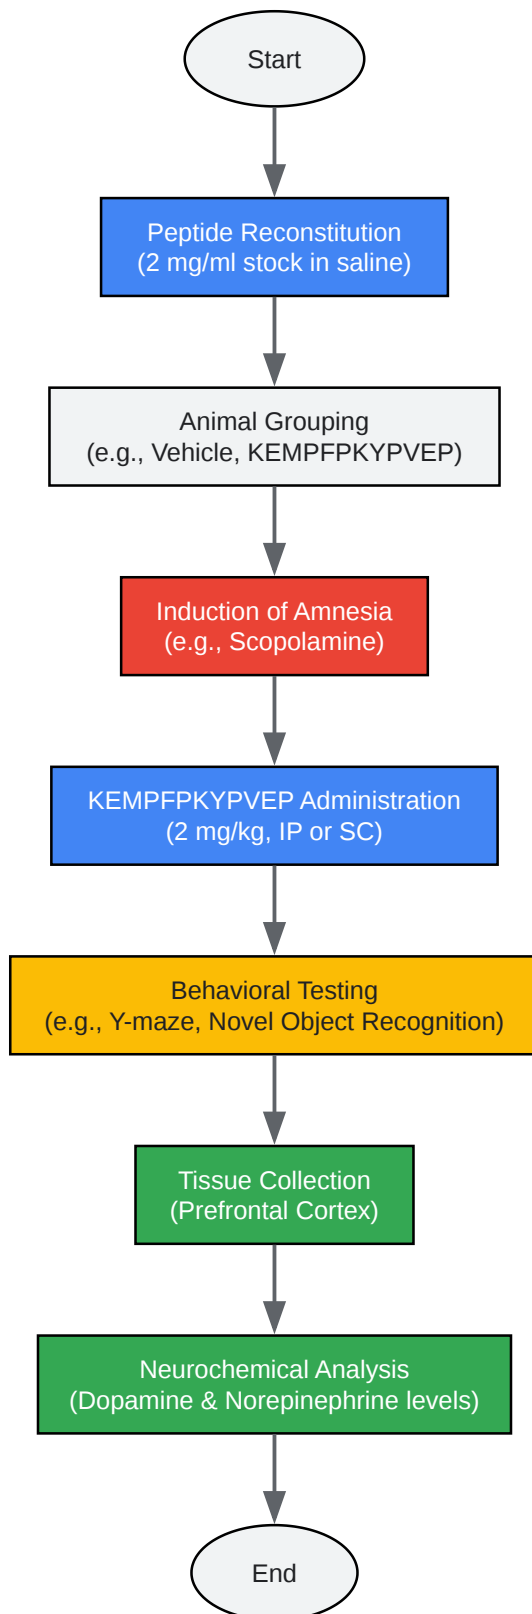 Start
Peptide Reconstitution
(2 mg/ml stock in saline)
Animal Grouping
(e.g., Vehicle, KEMPFPKYPVEP)
Induction of Amnesia
(e.g., Scopolamine)
KEMPFPKYPVEP Administration
(2 mg/kg, IP or SC)
Behavioral Testing
(e.g., Y-maze, Novel Object Recognition)
Tissue Collection
(Prefrontal Cortex)
Neurochemical Analysis
(Dopamine & Norepinephrine levels)
End